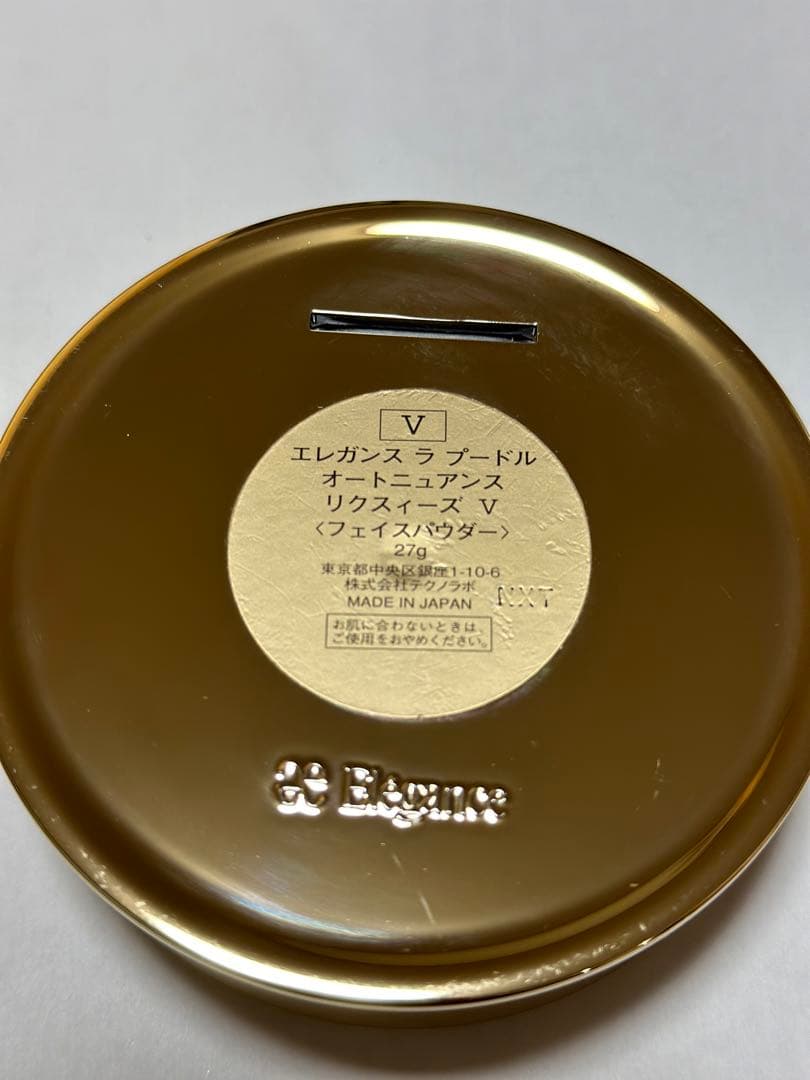 V
エレガンス ラ プードル
オートニュアンス
リクスィーズ V
〈フェイスパウダー〉
27g
東京都中央区銀座1-10-6
株式会社テクノラボ
MADE IN JAPAN NX7
お肌に合わないときは、
ご使用をおやめください。
æ Elégance